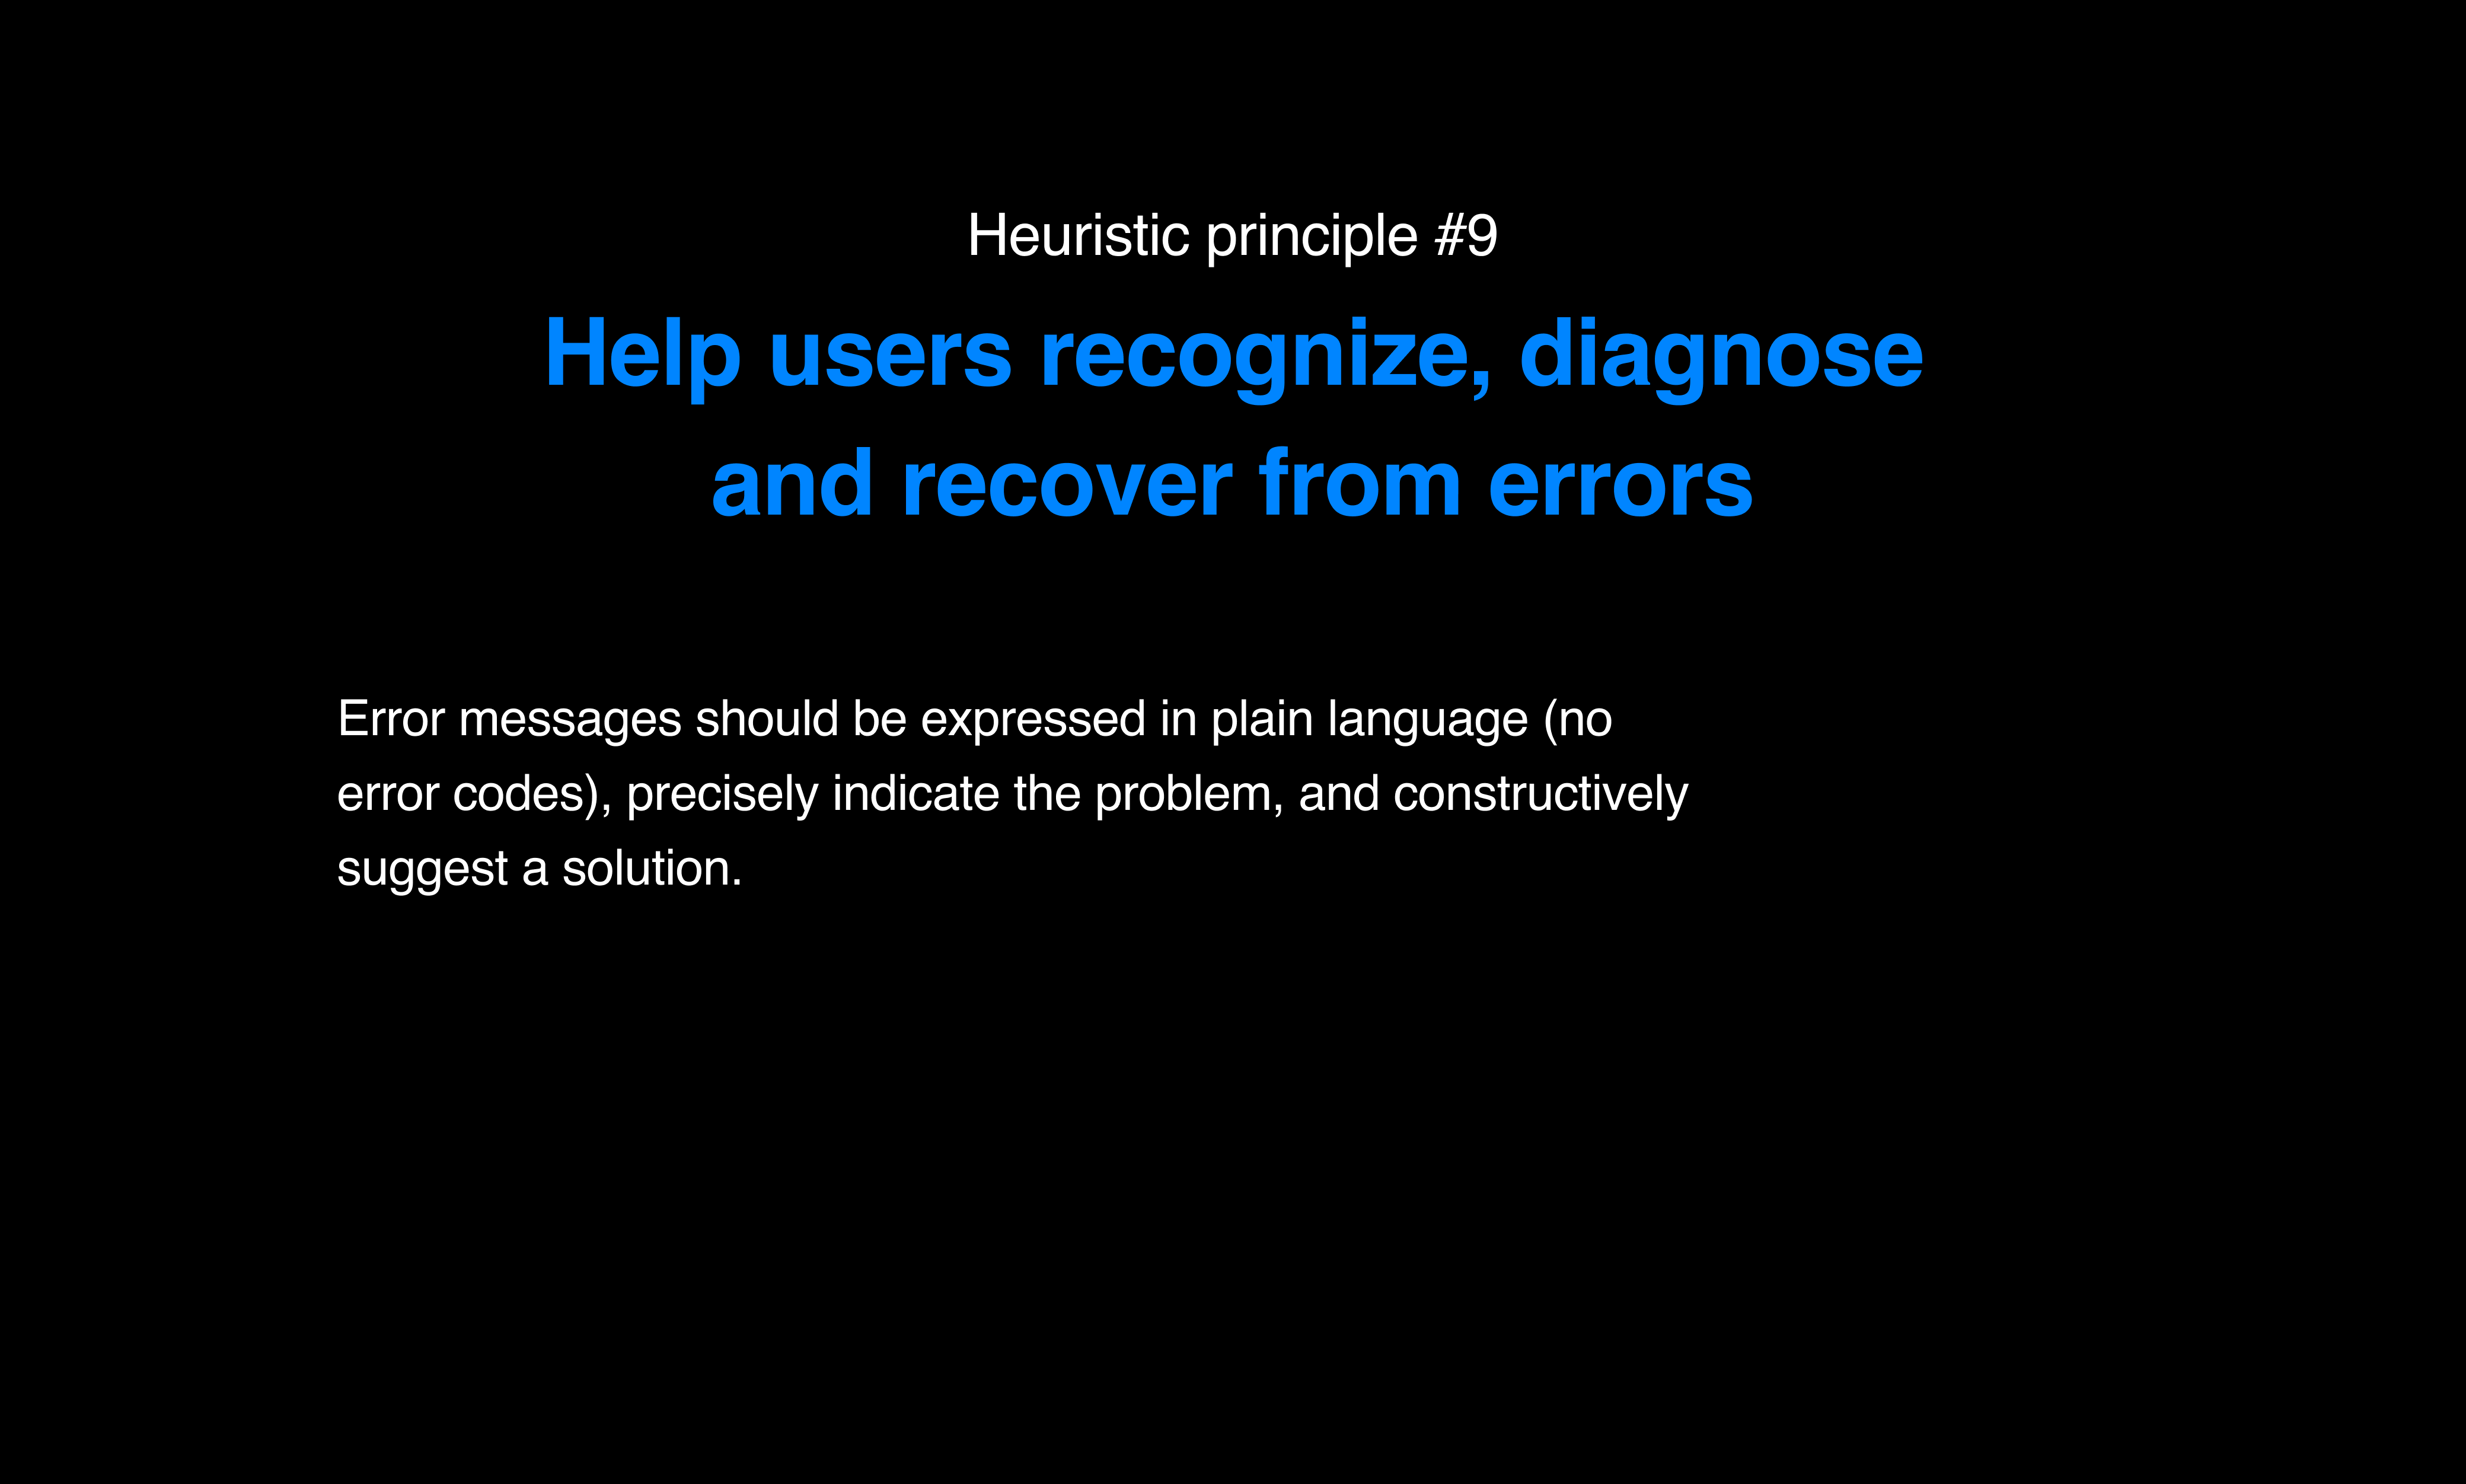 Heuristic principle #9
Help users recognize, diagnose
and recover from errors
Error messages should be expressed in plain language (no
error codes), precisely indicate the problem, and constructively
suggest a solution.